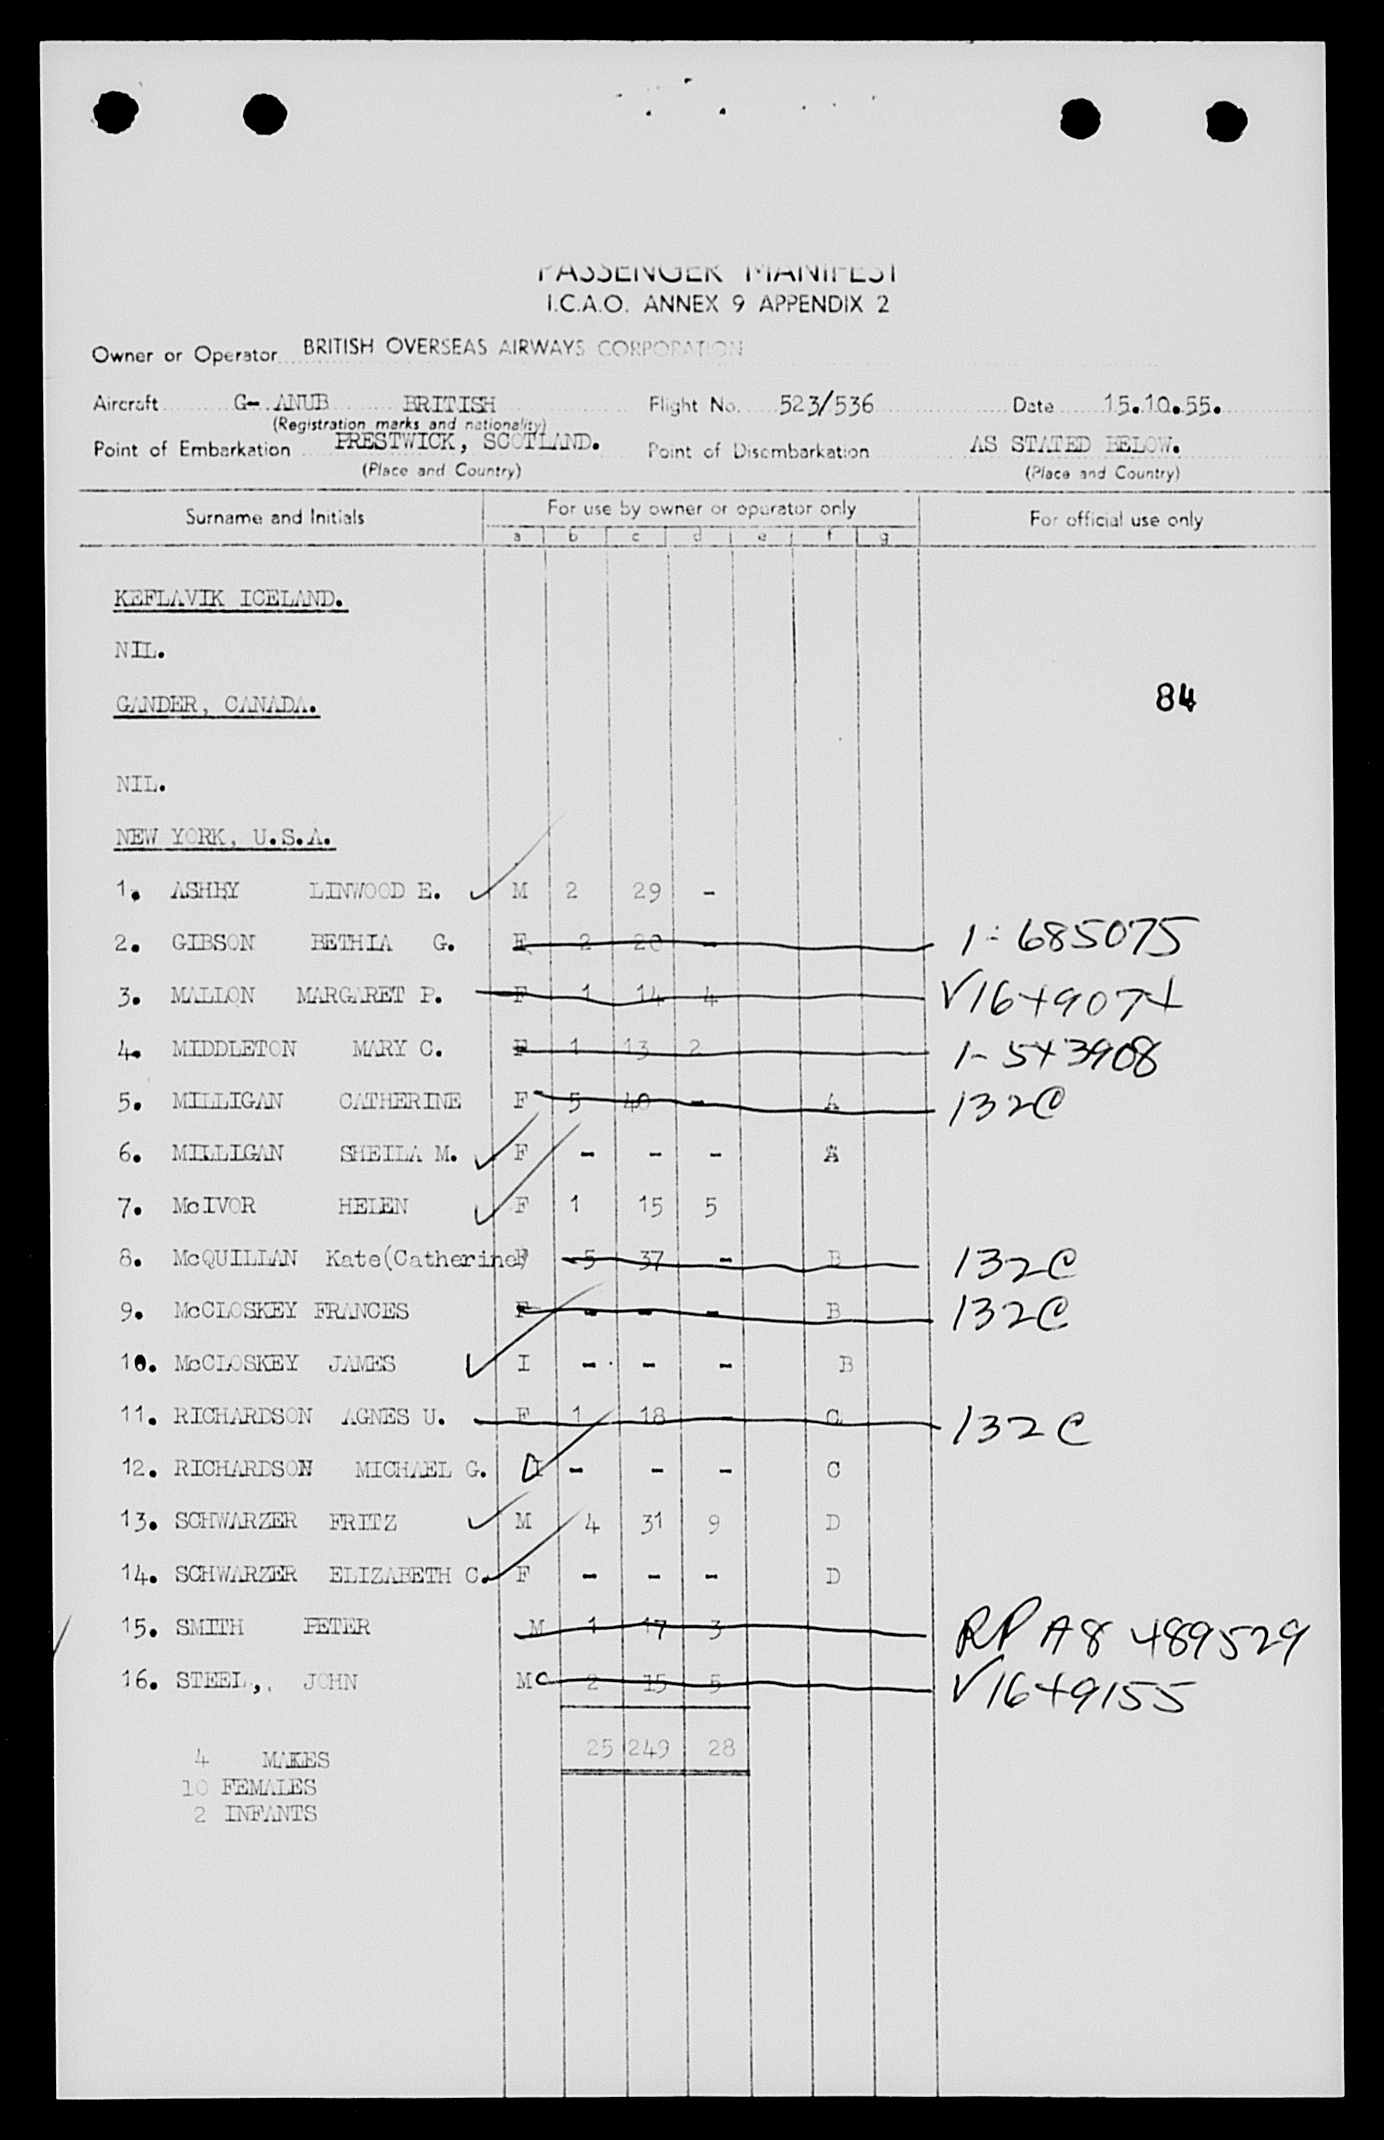 PASSENGER MANIFEST
I.C.A.O. ANNEX 9 APPENDIX 2
Owner or Operator BRITISH OVERSEAS AIRWAYS CORPORATION
Aircraft G- ANUB BRITISH Flight No. 523/536 Date 15.10.55.
(Registration marks and nationality)
Point of Embarkation PRESTWICK, SCOTLAND. Point of Disembarkation AS STATED BELOW.
(Place and Country) (Place and Country)
Surname and Initials For use by owner or operator only For official use only
a b c d e f g
KEFLAVIK ICELAND.
NIL.
GANDER, CANADA. 84
NIL.
NEW YORK, U.S.A.
1. ASHBY LINWOOD E. M 2 29 -
2. GIBSON BETHIA G. F 2 20 - 1-685075
3. MALLON MARGARET P. F 1 14 4 V1649074
4. MIDDLETON MARY C. F 1 13 2 1-543908
5. MILLIGAN CATHERINE F 5 40 - A 132C
6. MILLIGAN SHEILA M. F - - - A
7. McIVOR HELEN F 1 15 5
8. McQUILLAN Kate(Catherine) F 5 37 - B 132C
9. McCLOSKEY FRANCES F - - - B 132C
10. McCLOSKEY JAMES I - - - B
11. RICHARDSON AGNES U. F 1 18 - C 132C
12. RICHARDSON MICHAEL G. I - - - C
13. SCHWARZER FRITZ M 4 31 9 D
14. SCHWARZER ELIZABETH C. F - - - D
15. SMITH PETER M 1 17 3 RP A8 489529
16. STEEL,. JOHN M 2 15 5 V1649155
25 249 28
4 MAKES
10 FEMALES
2 INFANTS